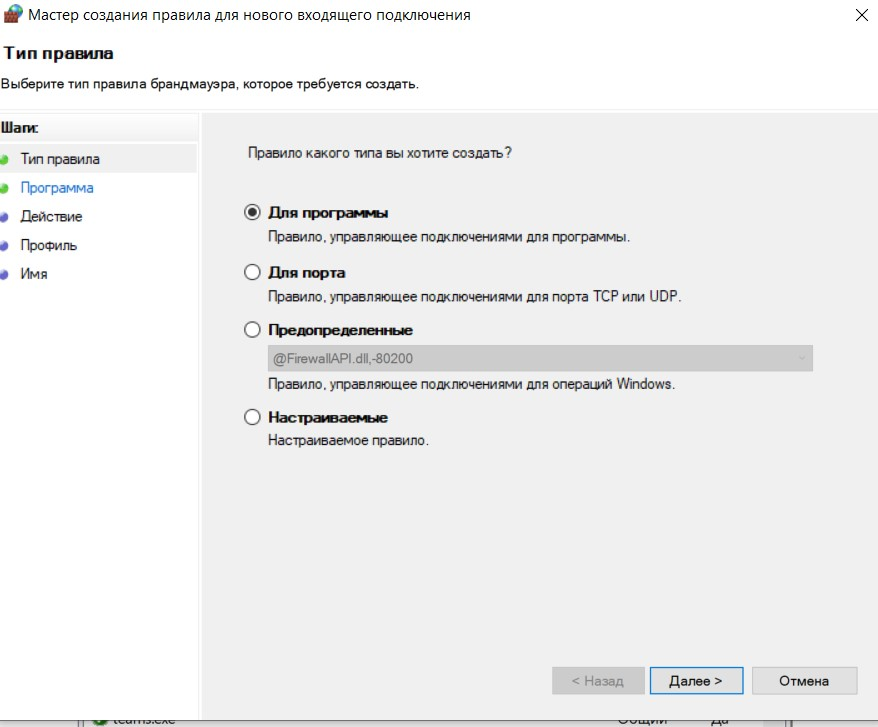 Мастер создания правила для нового входящего подключения
Тип правила
Выберите тип правила брандмауэра, которое требуется создать.
Шаги:
Тип правила
Программа
Действие
Профиль
Имя
Правило какого типа вы хотите создать?
Для программы
Правило, управляющее подключениями для программы.
Для порта
Правило, управляющее подключениями для порта TCP или UDP.
Предопределенные
@FirewallAPI.dll,-80200
Правило, управляющее подключениями для операций Windows.
Настраиваемые
Настраиваемое правило.
< Назад
Далее >
Отмена
teams.exe Общий Да